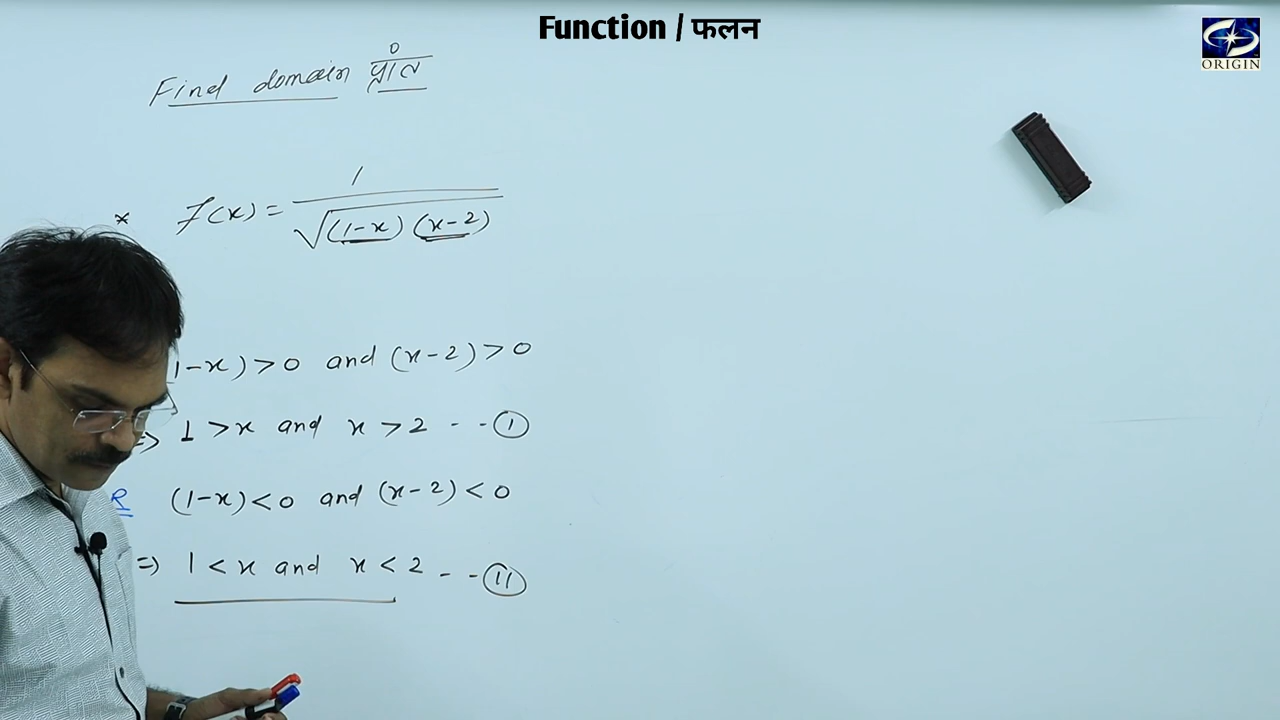 Function / फलन
ORIGIN
Find domain प्रांत
* f(x) = 1 / √(1-x) (x-2)
1-x) > 0 and (x-2) > 0
=> 1 > x and x > 2 - - (1)
R (1-x) < 0 and (x-2) < 0
=) 1 < x and x < 2 - - (11)